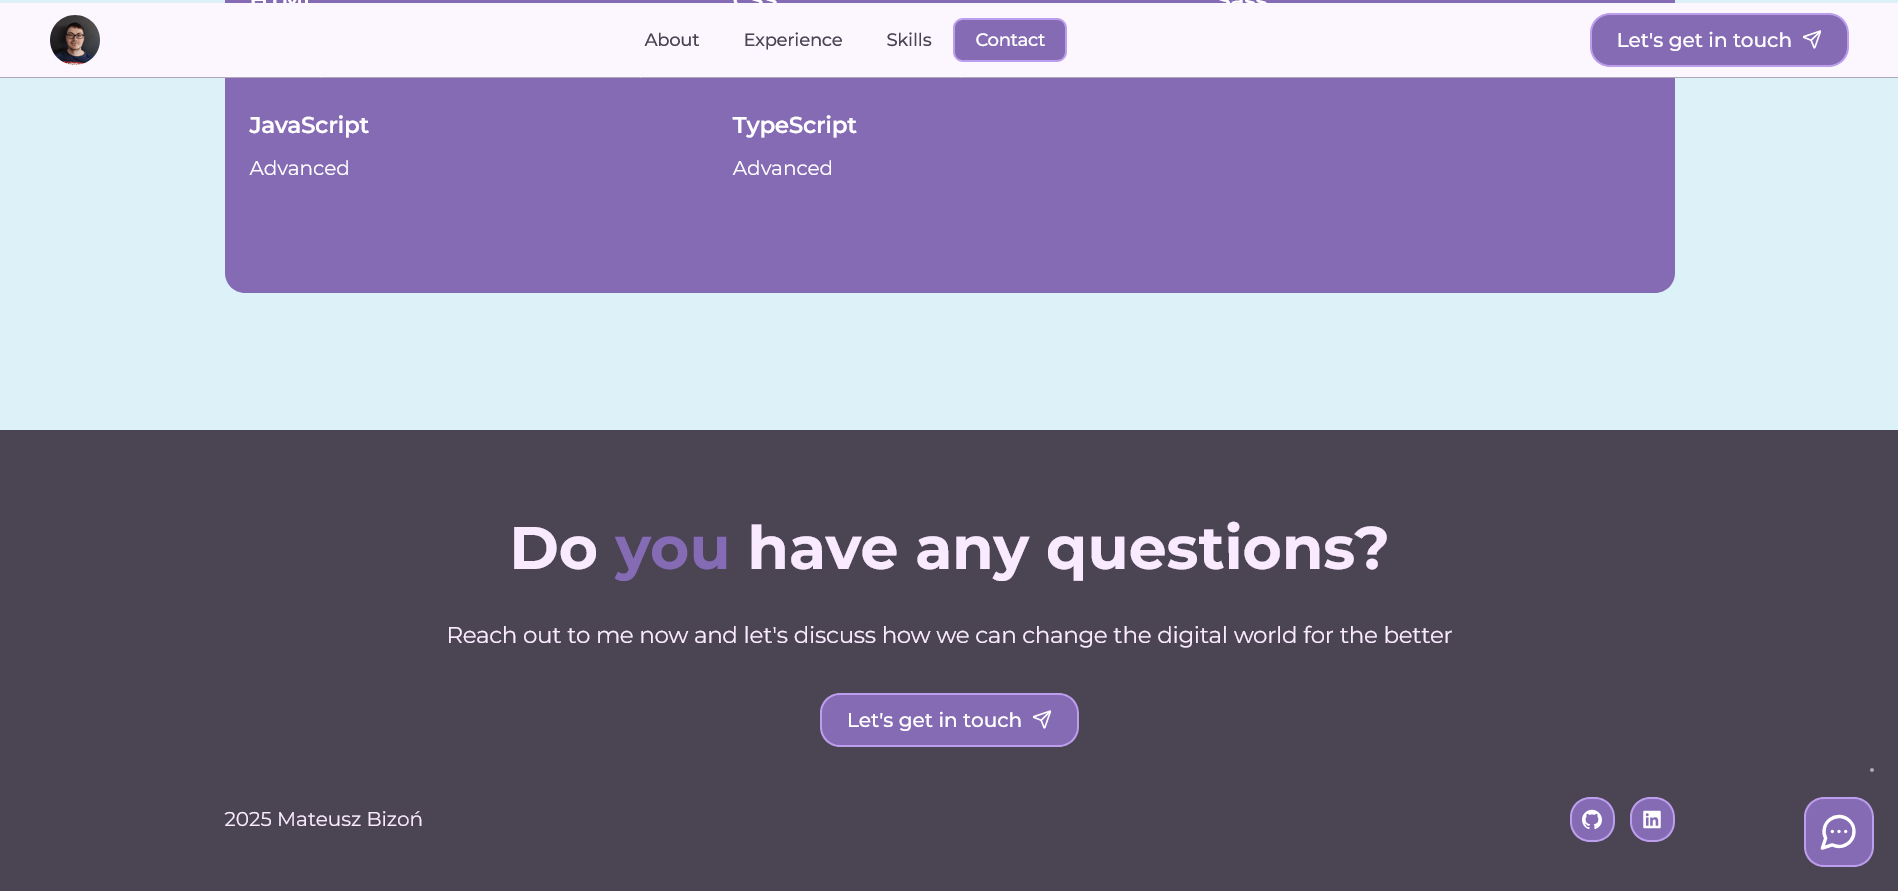 About Experience Skills Contact Let's get in touch
JavaScript TypeScript
Advanced Advanced
Do you have any questions?
Reach out to me now and let's discuss how we can change the digital world for the better
Let's get in touch
2025 Mateusz Bizoń